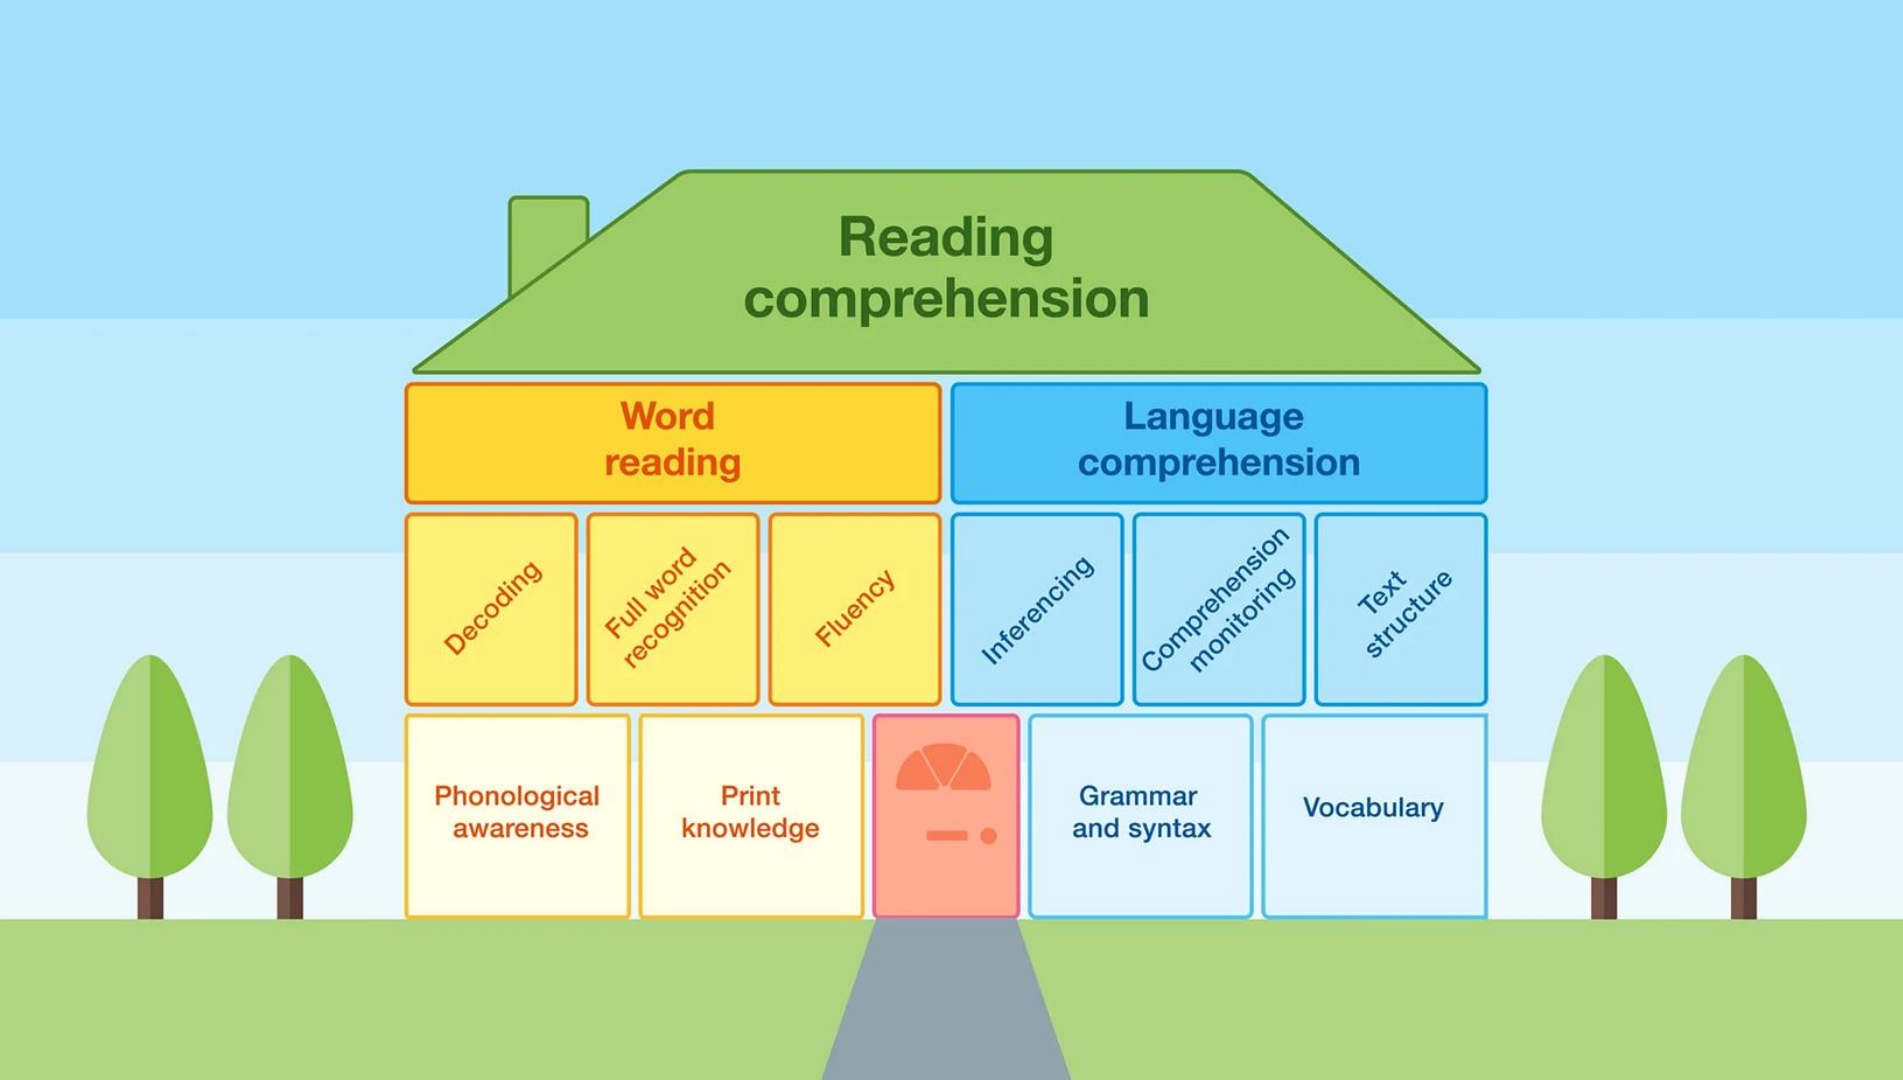 Reading
comprehension
Word
reading
Language
comprehension
Decoding
Full word
recognition
Fluency
Inferencing
Comprehension
monitoring
Text
structure
Phonological
awareness
Print
knowledge
Grammar
and syntax
Vocabulary